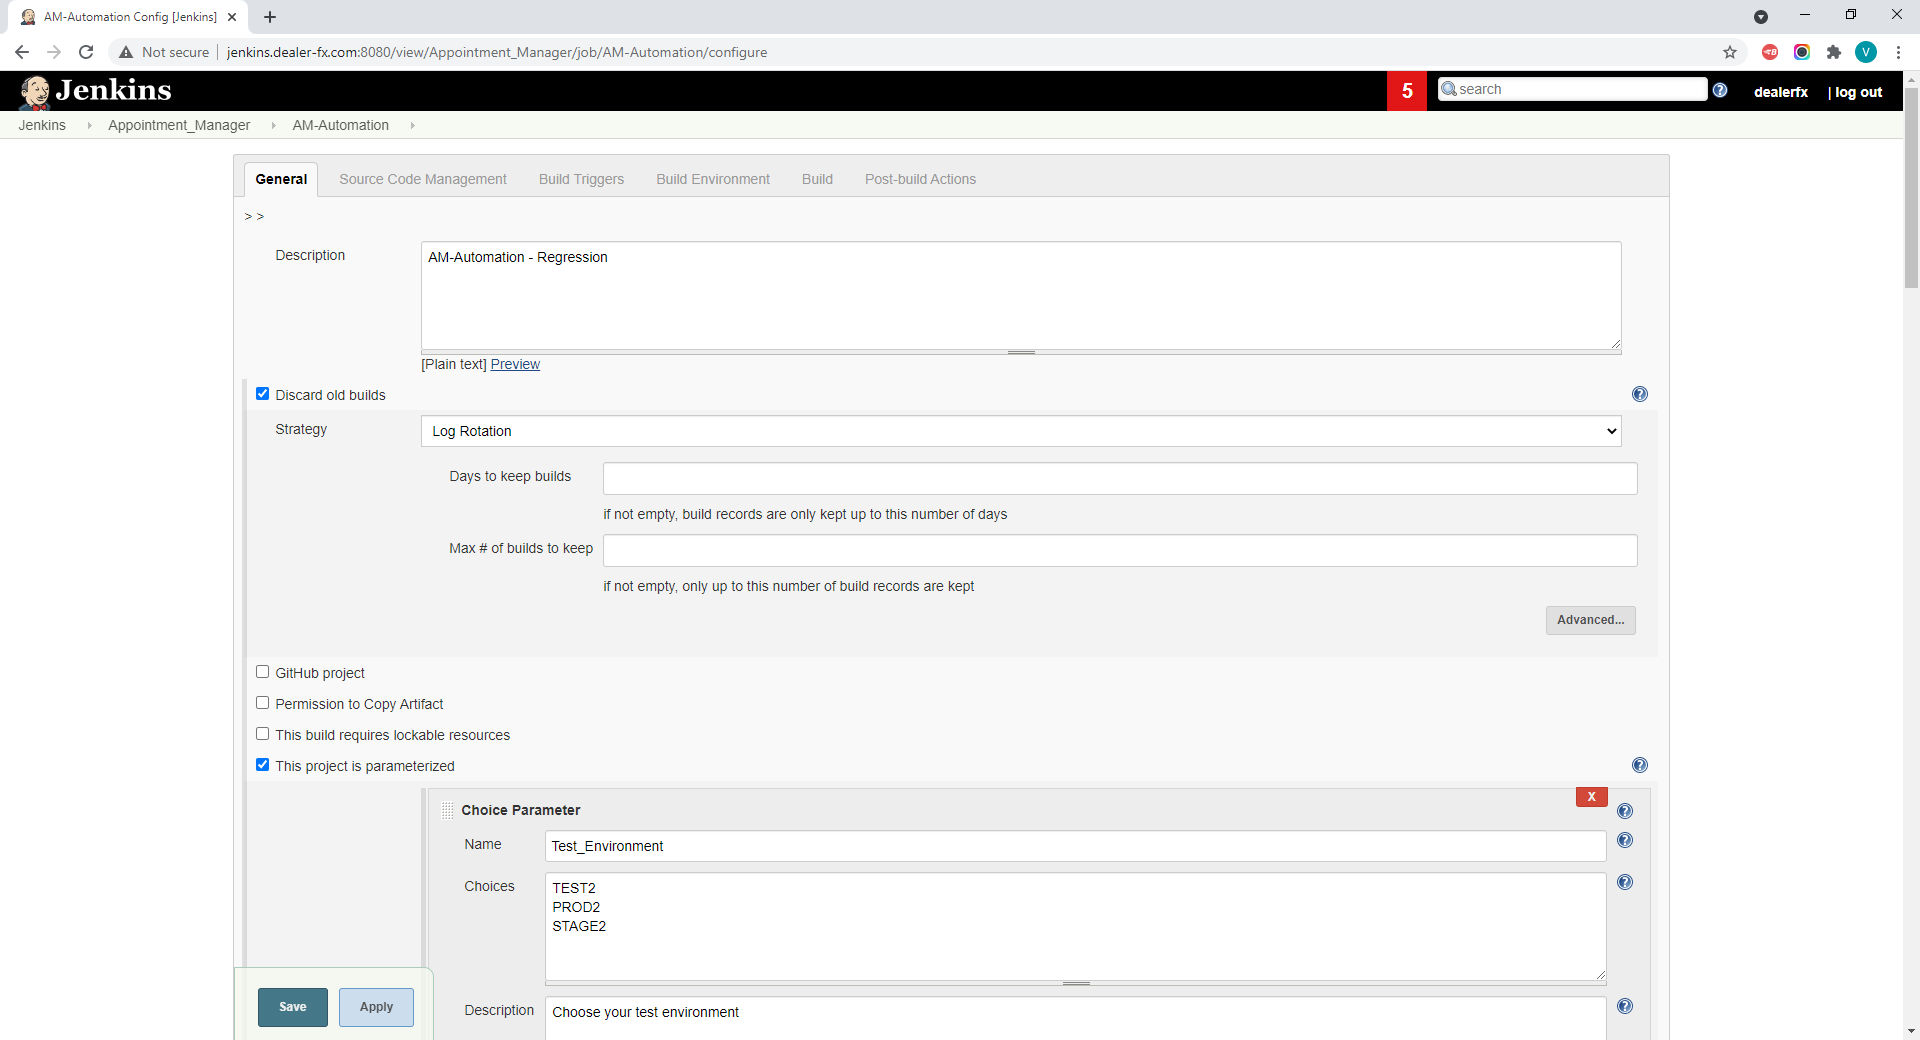 AM-Automation Config [Jenkins]
Not secure
jenkins.dealer-fx.com:8080/view/Appointment_Manager/job/AM-Automation/configure
V
Jenkins
5
search
dealerfx
| log out
Jenkins
Appointment_Manager
AM-Automation
General
Source Code Management
Build Triggers
Build Environment
Build
Post-build Actions
> >
Description
AM-Automation - Regression
[Plain text] Preview
Discard old builds
Strategy
Log Rotation
Days to keep builds
if not empty, build records are only kept up to this number of days
Max # of builds to keep
if not empty, only up to this number of build records are kept
Advanced...
GitHub project
Permission to Copy Artifact
This build requires lockable resources
This project is parameterized
X
Choice Parameter
Name
Test_Environment
Choices
TEST2
PROD2
STAGE2
Description
Choose your test environment
Save
Apply